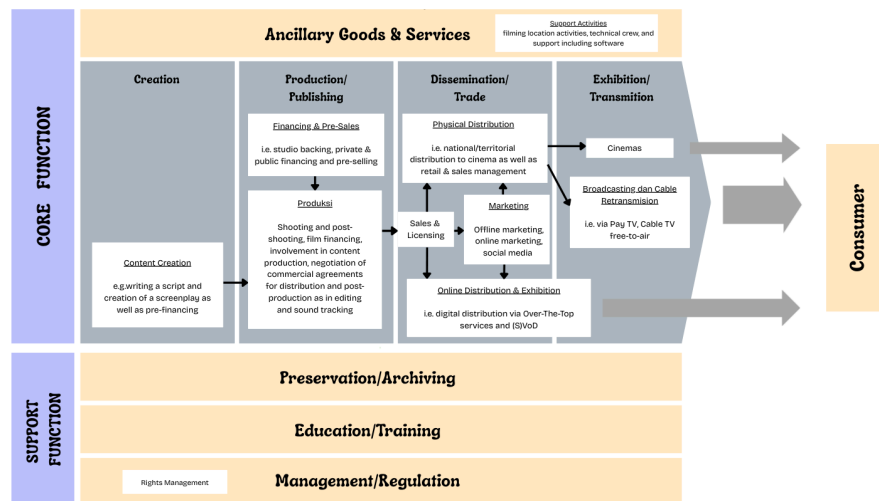 CORE FUNCTION
Ancillary Goods & Services
Support Activities
filming location activities, technical crew, and
support including software
Creation
Content Creation
e.g.writing a script and
creation of a screenplay as
well as pre-financing
Production/
Publishing
Financing & Pre-Sales
i.e. studio backing, private &
public financing and pre-selling
Produksi
Shooting and post-
shooting, film financing,
involvement in content
production, negotiation of
commercial agreements
for distribution and post-
production as in editing
and sound tracking
Dissemination/
Trade
Physical Distribution
i.e. national/territorial
distribution to cinema as well as
retail & sales management
Sales &
Licensing
Marketing
Offline marketing,
online marketing,
social media
Online Distribution & Exhibition
i.e. digital distribution via Over-The-Top
services and (S)VoD
Exhibition/
Transmition
Cinemas
Broadcasting dan Cable
Retransmision
i.e. via Pay TV, Cable TV
free-to-air
Consumer
SUPPORT
FUNCTION
Preservation/Archiving
Education/Training
Rights Management
Management/Regulation